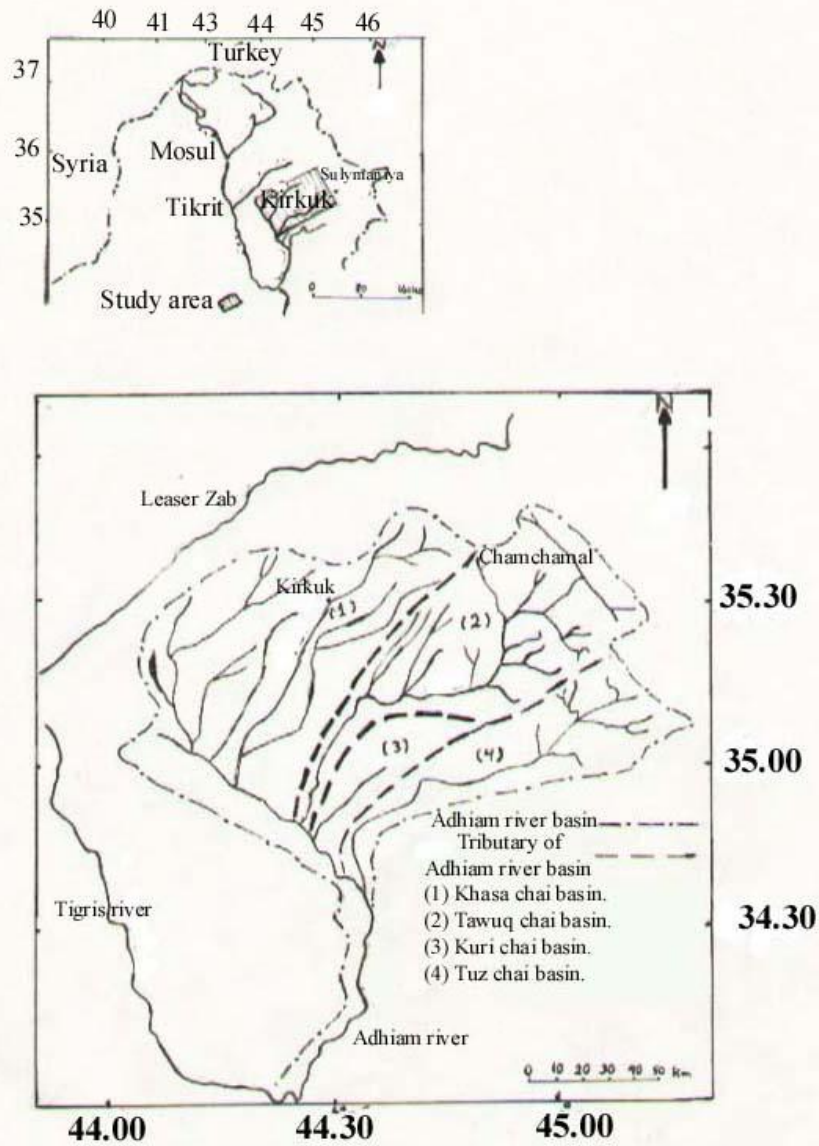 40 41 42 43 44 45 46
N
Turkey
37
36
35
Syria
Mosul
Sulymaniya
Kirkuk
Tikrit
Study area
0 80
N
Leaser Zab
Chamchamal
Kirkuk
(1)
(2)
(3)
(4)
35.30
35.00
34.30
Adhiam river basin
Tributary of
Adhiam river basin
(1) Khasa chai basin.
(2) Tawuq chai basin.
(3) Kuri chai basin.
(4) Tuz chai basin.
Tigris river
Adhiam river
0 10 20 30 40 50 km
44.00 44.30 45.00